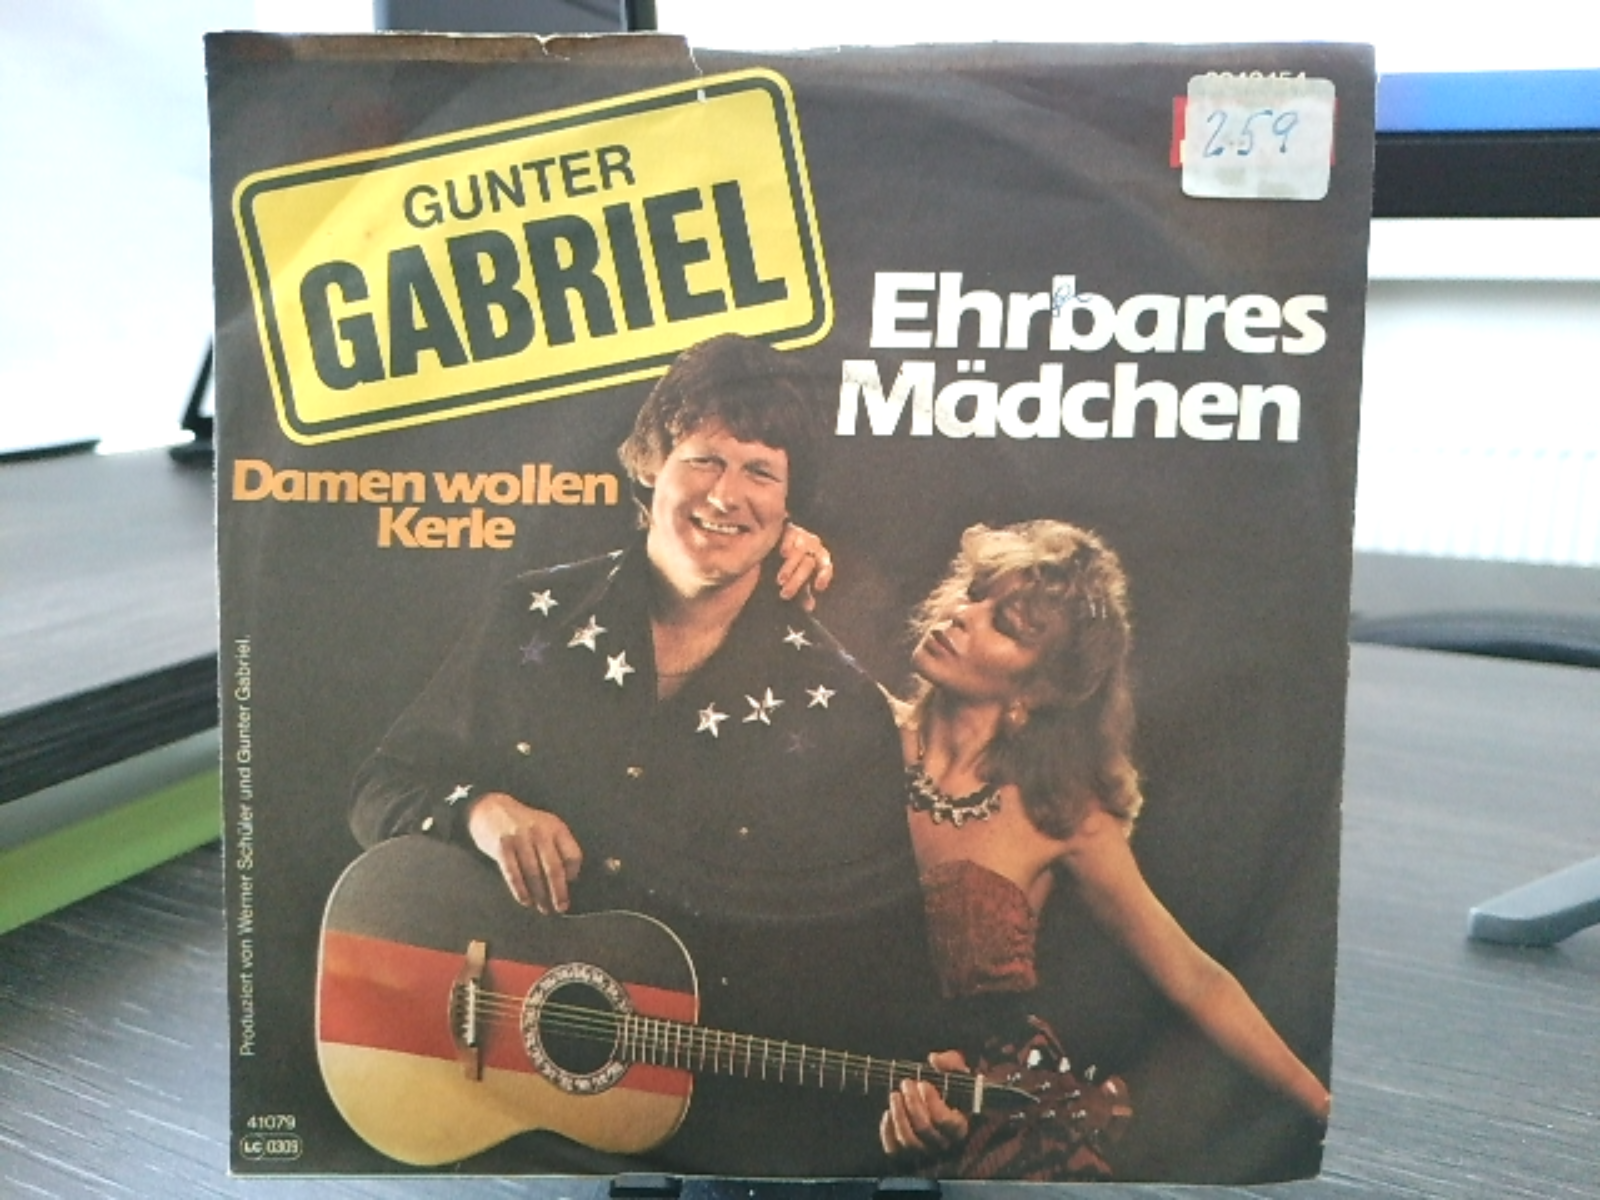 GUNTER
GABRIEL
2.59
Ehrbares
Mädchen
Damen wollen
Kerle
Produziert von Werner Schüler und Gunter Gabriel.
41079
LC 0309